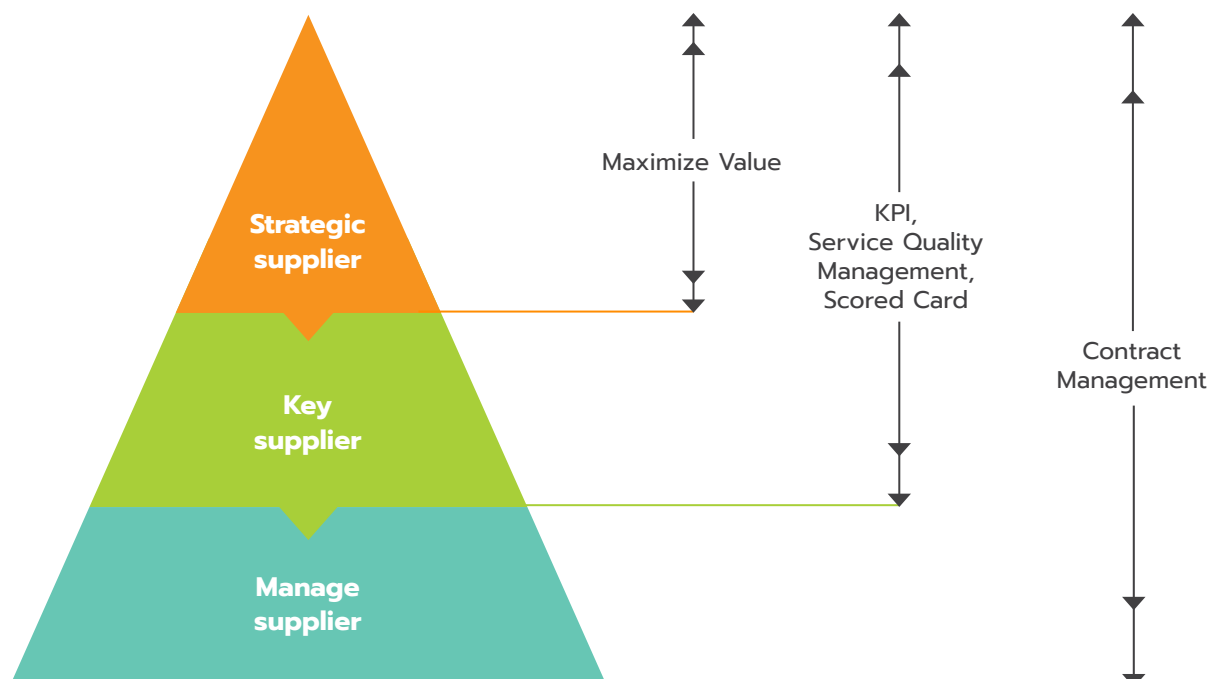 Strategic
supplier
Key
supplier
Manage
supplier
Maximize Value
KPI,
Service Quality
Management,
Scored Card
Contract
Management